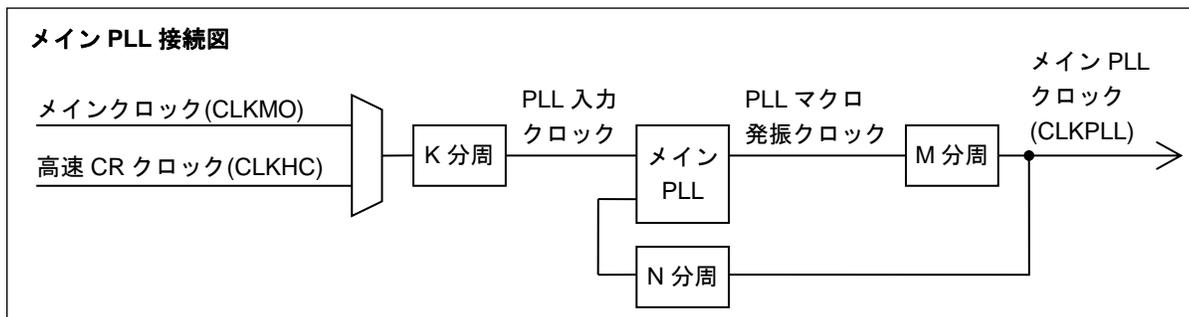 メイン PLL 接続図
メインクロック(CLKMO)
高速 CR クロック(CLKHC)
K 分周
PLL 入力
クロック
メイン
PLL
PLL マクロ
発振クロック
M 分周
メイン PLL
クロック
(CLKPLL)
N 分周